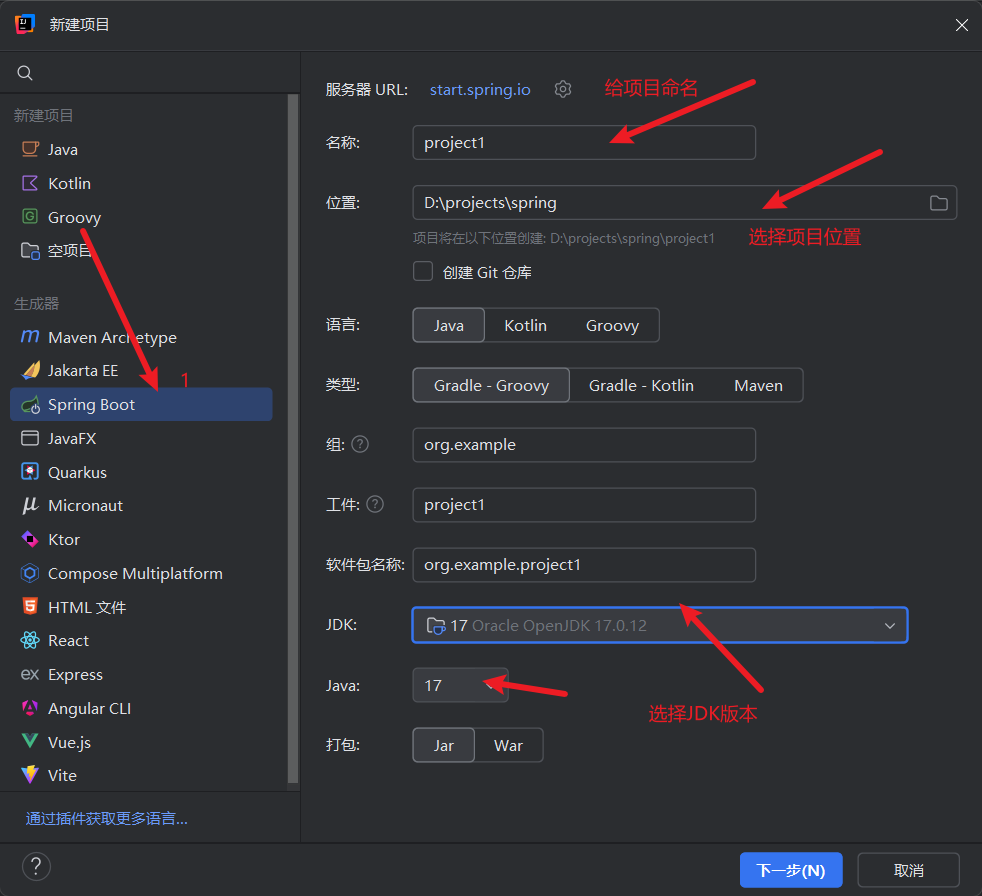 新建项目
新建项目
Java
Kotlin
Groovy
空项目
生成器
Maven Archetype
Jakarta EE
1
Spring Boot
JavaFX
Quarkus
Micronaut
Ktor
Compose Multiplatform
HTML 文件
React
Express
Angular CLI
Vue.js
Vite
通过插件获取更多语言...
服务器 URL: start.spring.io 给项目命名
名称: project1
位置: D:\projects\spring
项目将在以下位置创建: D:\projects\spring\project1 选择项目位置
创建 Git 仓库
语言: Java Kotlin Groovy
类型: Gradle - Groovy Gradle - Kotlin Maven
组: ? org.example
工件: ? project1
软件包名称: org.example.project1
JDK: 17 Oracle OpenJDK 17.0.12
Java: 17
选择JDK版本
打包: Jar War
? 下一步(N) 取消